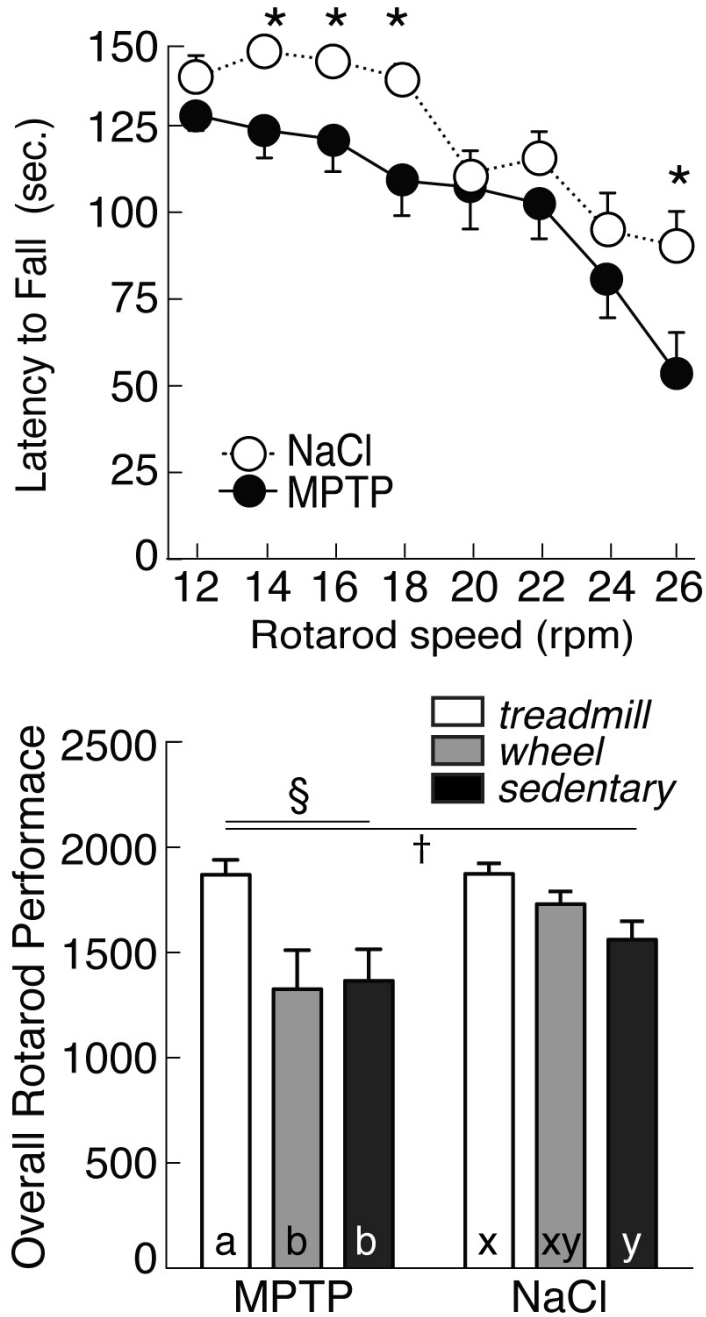 * * *
150
125
100
75
50
25
0
*
Latency to Fall (sec.)
NaCl
MPTP
12 14 16 18 20 22 24 26
Rotarod speed (rpm)
treadmill
wheel
sedentary
2500
2000
1500
1000
500
0
Overall Rotarod Performace
§
†
a b b x xy y
MPTP NaCl